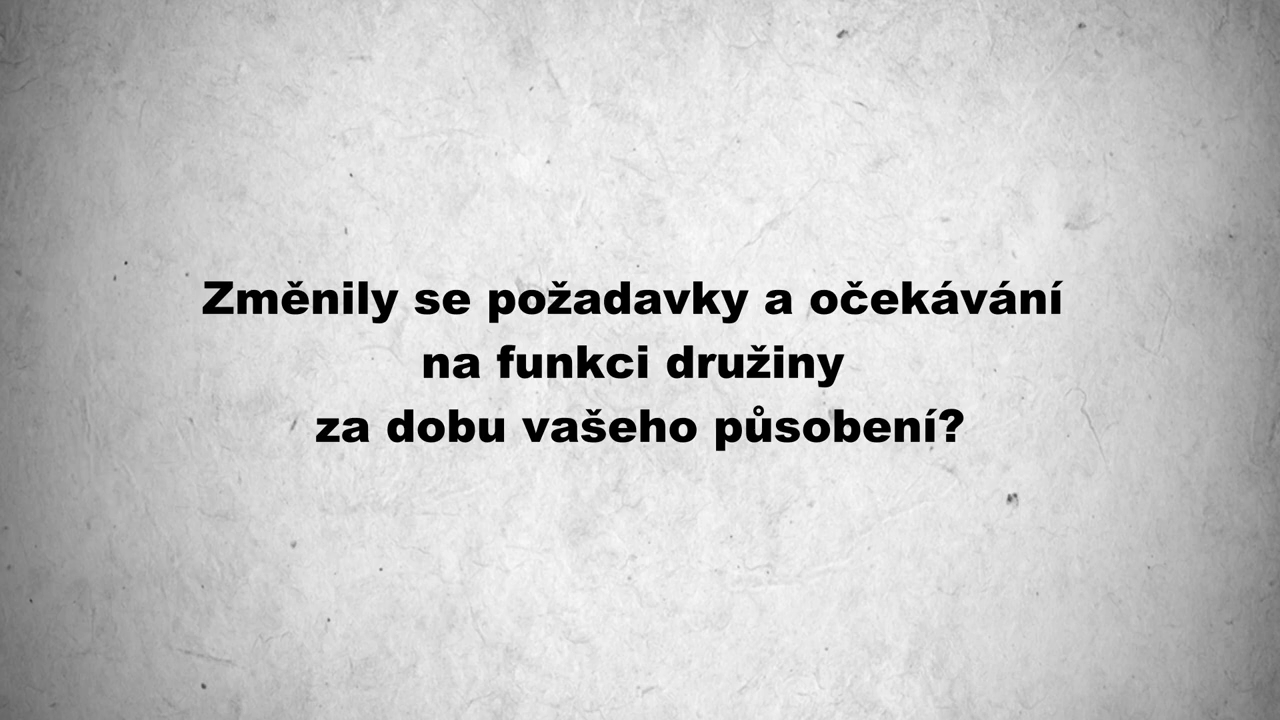 Změnily se požadavky a očekávání
na funkci družiny
za dobu vašeho působení?